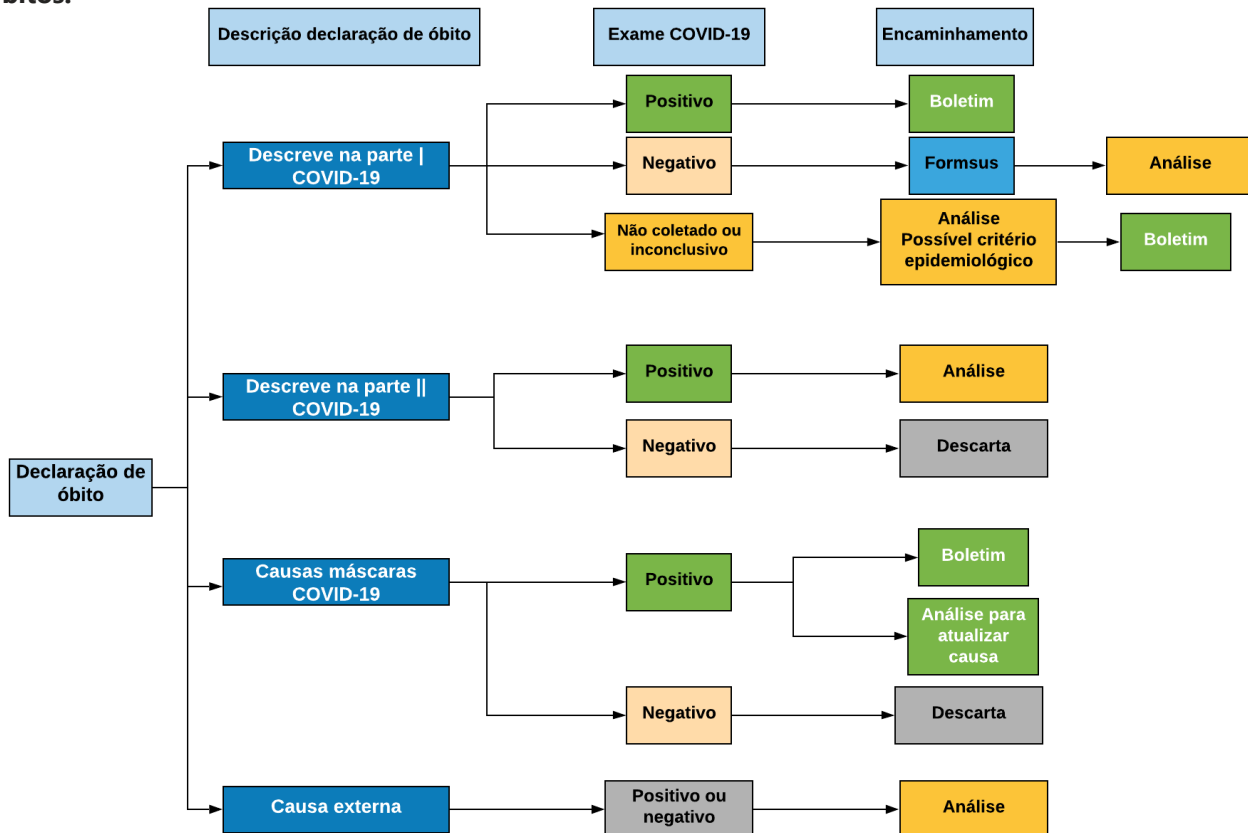 bitos.
Descrição declaração de óbito
Exame COVID-19
Encaminhamento
Positivo
Boletim
Descreve na parte |
COVID-19
Negativo
Formsus
Análise
Não coletado ou
inconclusivo
Análise
Possível critério
epidemiológico
Boletim
Descreve na parte ||
COVID-19
Positivo
Análise
Negativo
Descarta
Declaração de
óbito
Causas máscaras
COVID-19
Positivo
Boletim
Análise para
atualizar
causa
Negativo
Descarta
Causa externa
Positivo ou
negativo
Análise